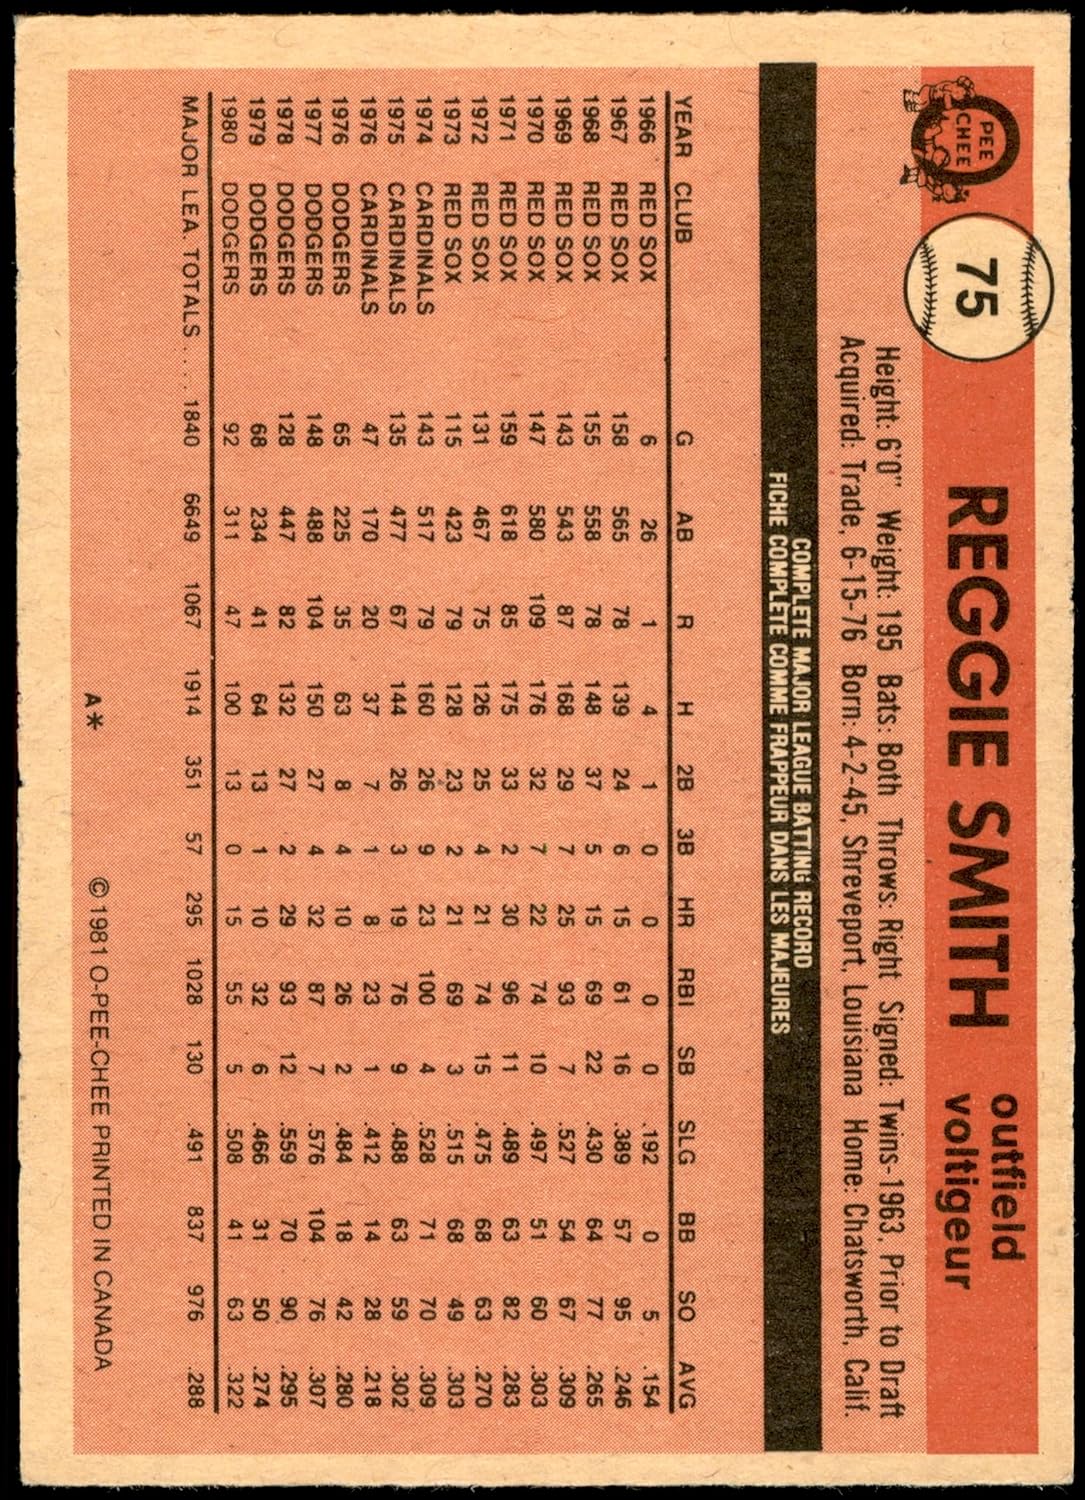 O
PEE
CHEE
75
REGGIE SMITH
outfield
voltigeur
Height: 6'0" Weight: 195 Bats: Both Throws: Right Signed: Twins-1963, Prior to Draft
Acquired: Trade, 6-15-76 Born: 4-2-45, Shreveport, Louisiana Home: Chatsworth, Calif.
COMPLETE MAJOR LEAGUE BATTING RECORD
FICHE COMPLETE COMME FRAPPEUR DANS LES MAJEURES
YEAR CLUB G AB R H 2B 3B HR RBI SB SLG BB SO AVG
1966 RED SOX 6 26 1 4 1 0 0 0 0 .192 0 5 .154
1967 RED SOX 158 565 78 139 24 6 15 61 16 .389 57 95 .246
1968 RED SOX 155 558 78 148 37 5 15 69 22 .430 64 77 .265
1969 RED SOX 143 543 87 168 29 7 25 93 7 .527 54 67 .309
1970 RED SOX 147 580 109 176 32 7 22 74 10 .497 51 60 .303
1971 RED SOX 159 618 85 175 33 2 30 96 11 .489 63 82 .283
1972 RED SOX 131 467 75 126 25 4 21 74 15 .475 68 63 .270
1973 RED SOX 115 423 79 128 23 2 21 69 3 .515 68 49 .303
1974 CARDINALS 143 517 79 160 26 9 23 100 4 .528 71 70 .309
1975 CARDINALS 135 477 67 144 26 3 19 76 9 .488 63 59 .302
1976 CARDINALS 47 170 20 37 7 1 8 23 1 .412 14 28 .218
1976 DODGERS 65 225 35 63 8 4 10 26 2 .484 18 42 .280
1977 DODGERS 148 488 104 150 27 4 32 87 7 .576 104 76 .307
1978 DODGERS 128 447 82 132 27 2 29 93 12 .559 70 90 .295
1979 DODGERS 68 234 41 64 13 1 10 32 6 .466 31 50 .274
1980 DODGERS 92 311 47 100 13 0 15 55 5 .508 41 63 .322
MAJOR LEA. TOTALS .... 1840 6649 1067 1914 351 57 295 1028 130 .491 837 976 .288
A* © 1981 O-PEE-CHEE PRINTED IN CANADA